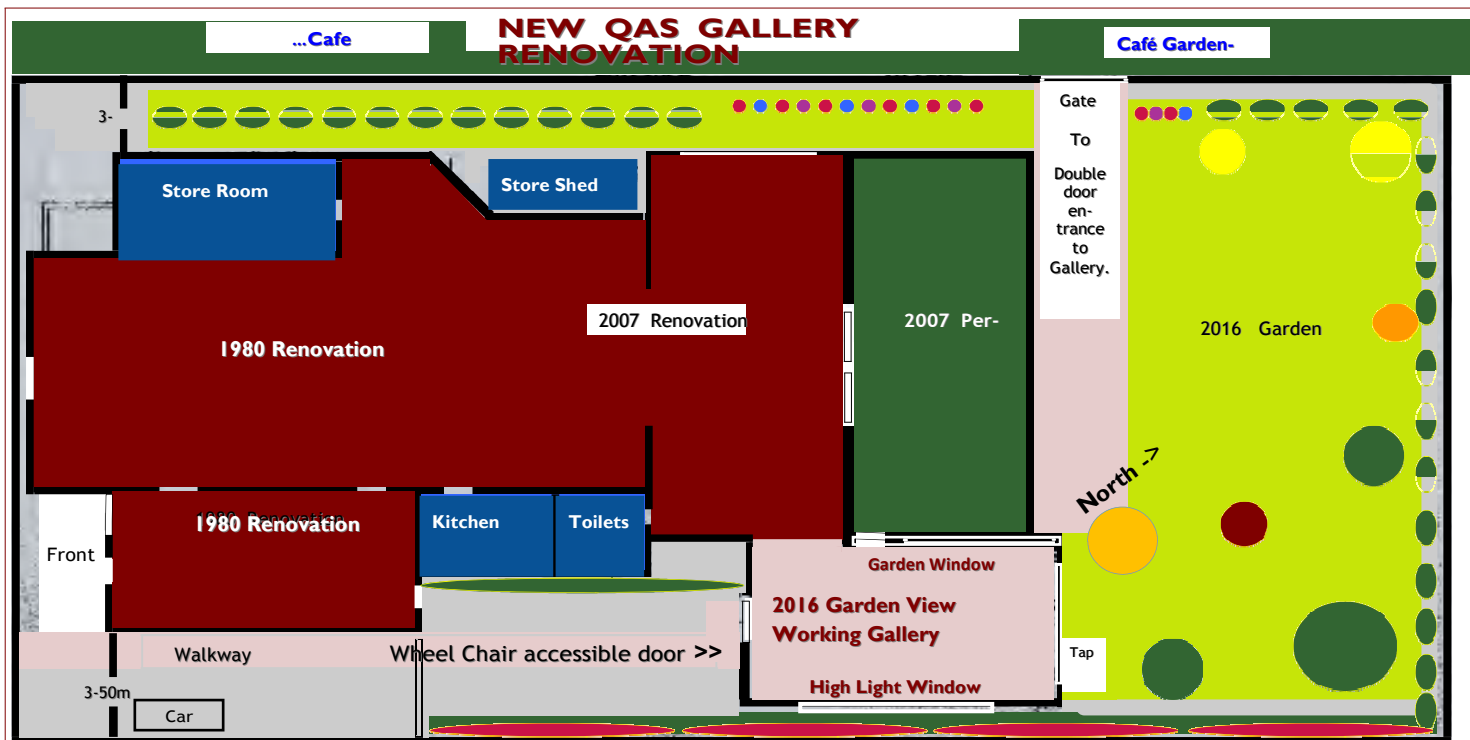 NEW QAS GALLERY
RENOVATION
...Cafe
Café Garden-
3-
Gate
To
Double
door
en-
trance
to
Gallery.
Store Room
Store Shed
2007 Renovation
2007 Per-
2016 Garden
1980 Renovation
North ->
1980 Renovation
Kitchen
Toilets
Front
Garden Window
2016 Garden View
Working Gallery
Walkway
Wheel Chair accessible door >>
Tap
High Light Window
3-50m
Car